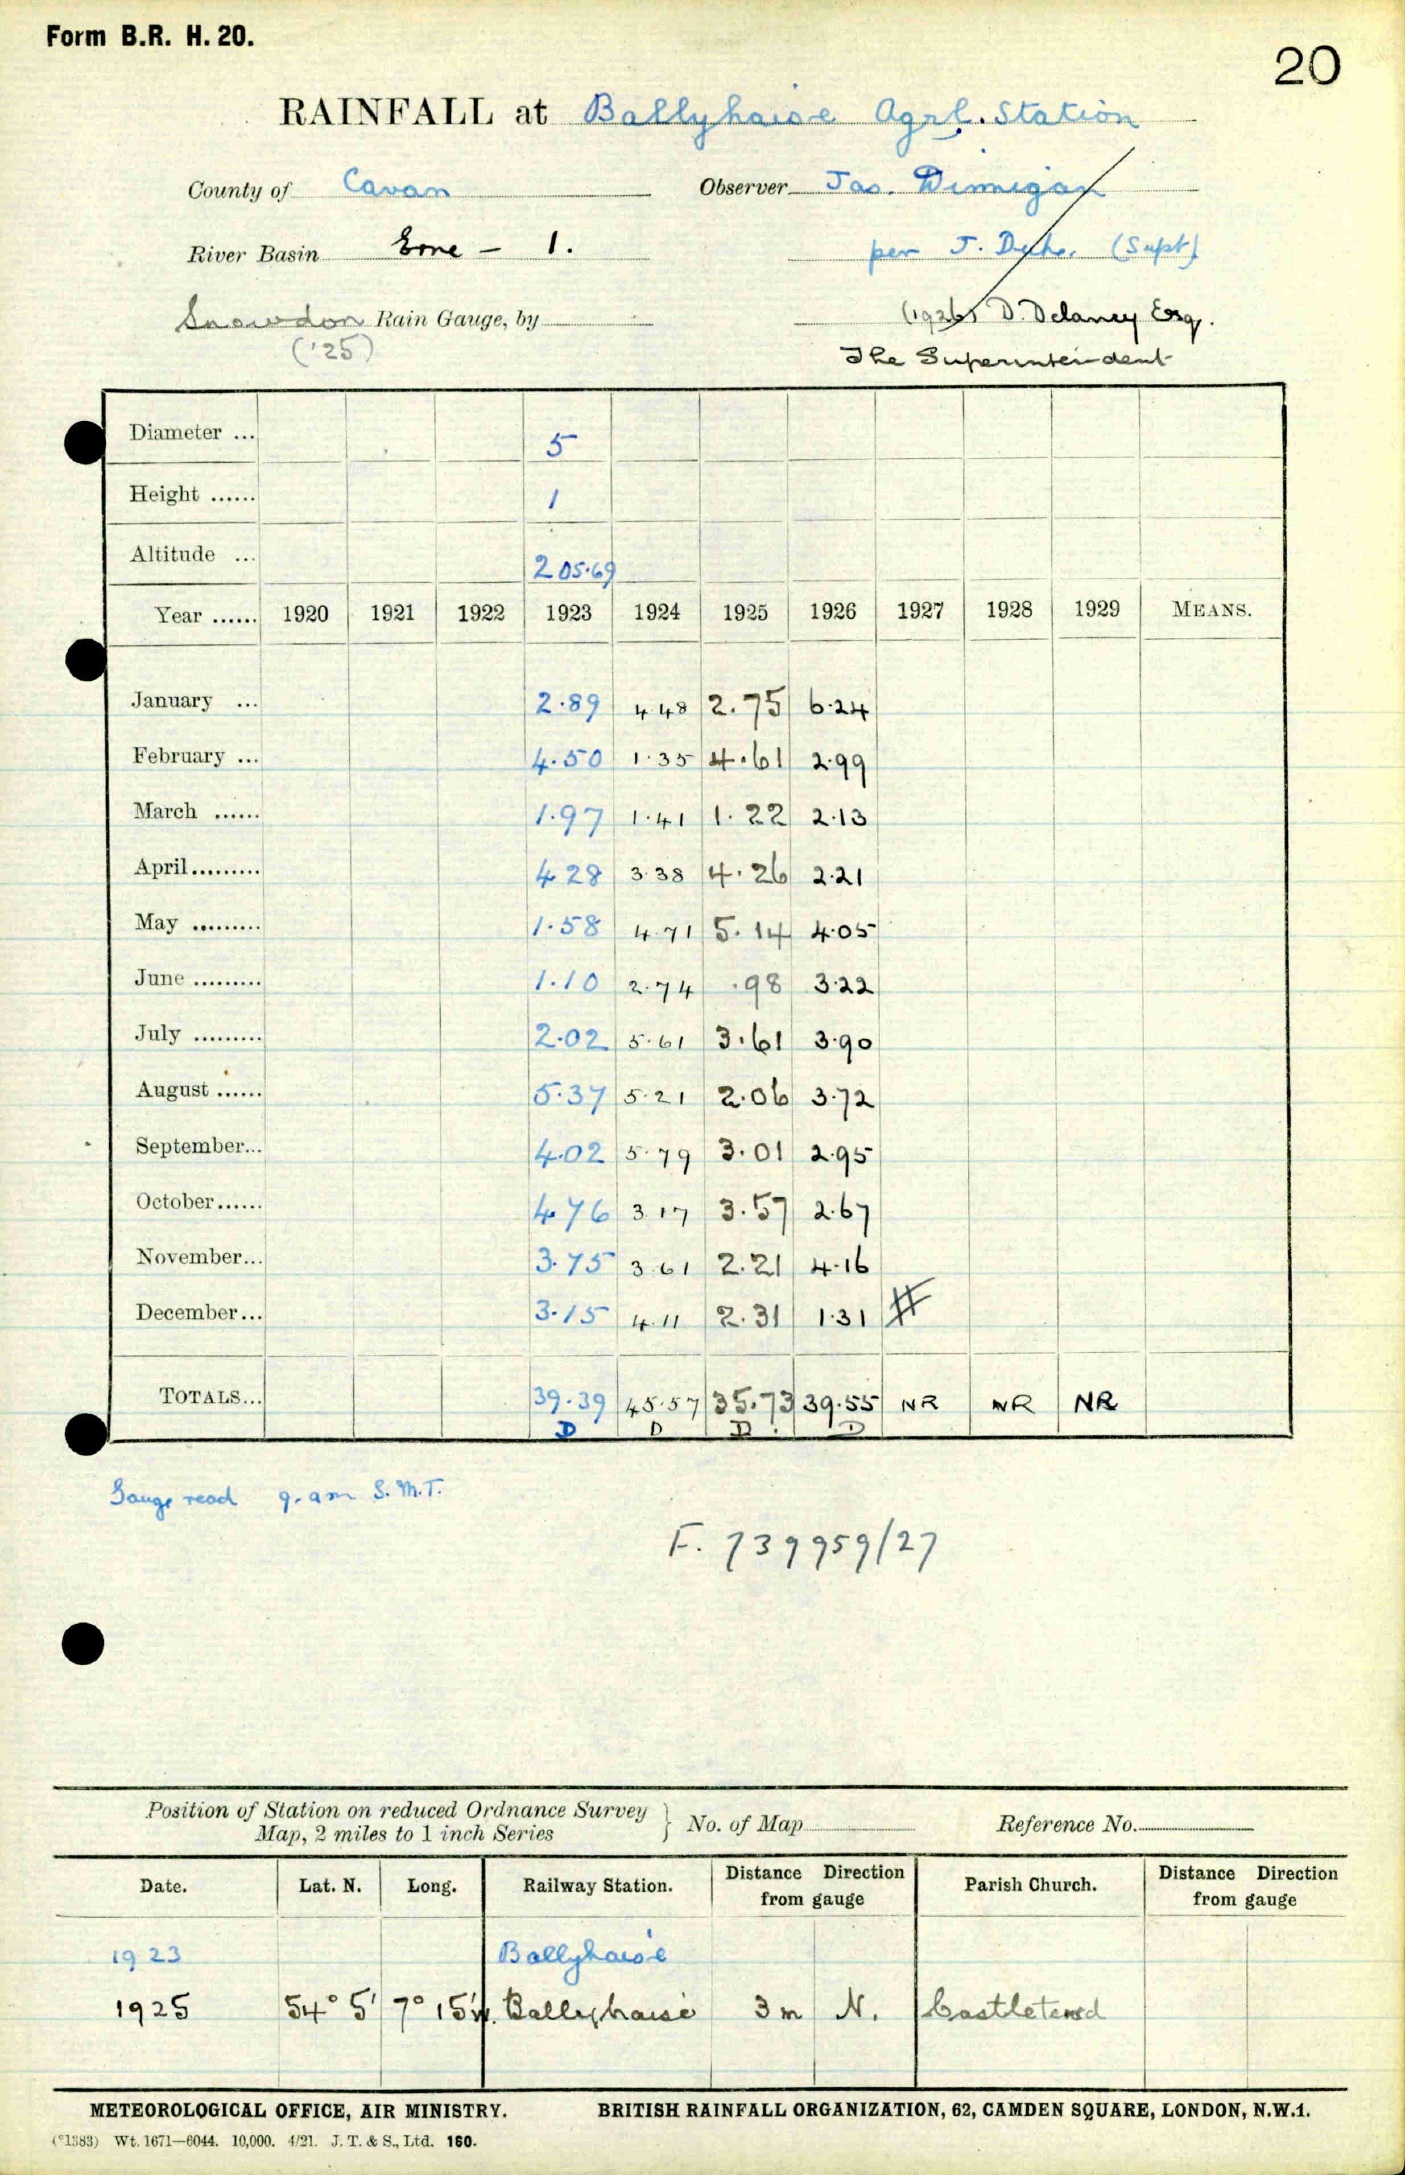 Form B.R. H. 20.
20
RAINFALL at Ballyhaise Agrl. Station
County of Cavan Observer Jas. Dinnigan
River Basin Erne – 1. per J. (Supt)
Snowdon Rain Gauge, by (1926) D. Delaney Esq.
('25) The Superintendent
Diameter ... 5
Height ...... 1
Altitude ... 205.69
Year ...... 1920 1921 1922 1923 1924 1925 1926 1927 1928 1929 MEANS.
January ... 2.89 4.48 2.75 6.24
February ... 4.50 1.35 4.61 2.99
March ...... 1.97 1.41 1.22 2.13
April......... 4.28 3.38 4.26 2.21
May ......... 1.58 4.71 5.14 4.05
June ......... 1.10 2.74 .98 3.22
July ......... 2.02 5.61 3.61 3.90
August ...... 5.37 5.21 2.06 3.72
September... 4.02 5.79 3.01 2.95
October...... 4.76 3.17 3.57 2.67
November... 3.75 3.61 2.21 4.16
December... 3.15 4.11 2.31 1.31 #
TOTALS... 39.39 45.57 35.73 39.55 NR NR NR
D D D D
Gauge read 9. am G.M.T.
F. 739959/27
Position of Station on reduced Ordnance Survey
Map, 2 miles to 1 inch Series } No. of Map Reference No.
Date. Lat. N. Long. Railway Station. Distance Direction from gauge Parish Church. Distance Direction from gauge
1923 Ballyhaise
1925 54° 5' 7° 15'W. Ballyhaise 3 m N.
METEOROLOGICAL OFFICE, AIR MINISTRY. BRITISH RAINFALL ORGANIZATION, 62, CAMDEN SQUARE, LONDON, N.W.1.
(*1383) Wt. 1671—6044. 10,000. 4/21. J. T. & S., Ltd. 160.